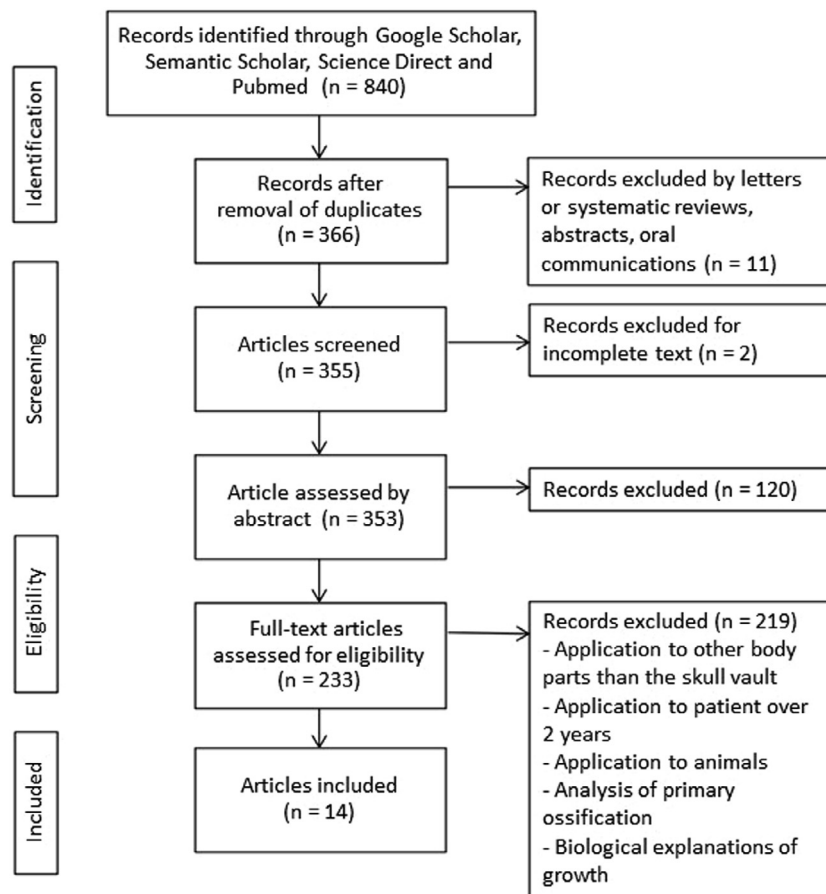 Records identified through Google Scholar,
Semantic Scholar, Science Direct and
Pubmed (n = 840)
Identification
Records after
removal of duplicates
(n = 366)
Records excluded by letters
or systematic reviews,
abstracts, oral
communications (n = 11)
Screening
Articles screened
(n = 355)
Records excluded for
incomplete text (n = 2)
Article assessed by
abstract (n = 353)
Records excluded (n = 120)
Eligibility
Full-text articles
assessed for eligibility
(n = 233)
Records excluded (n = 219)
- Application to other body
parts than the skull vault
- Application to patient over
2 years
- Application to animals
- Analysis of primary
ossification
- Biological explanations of
growth
Included
Articles included
(n = 14)